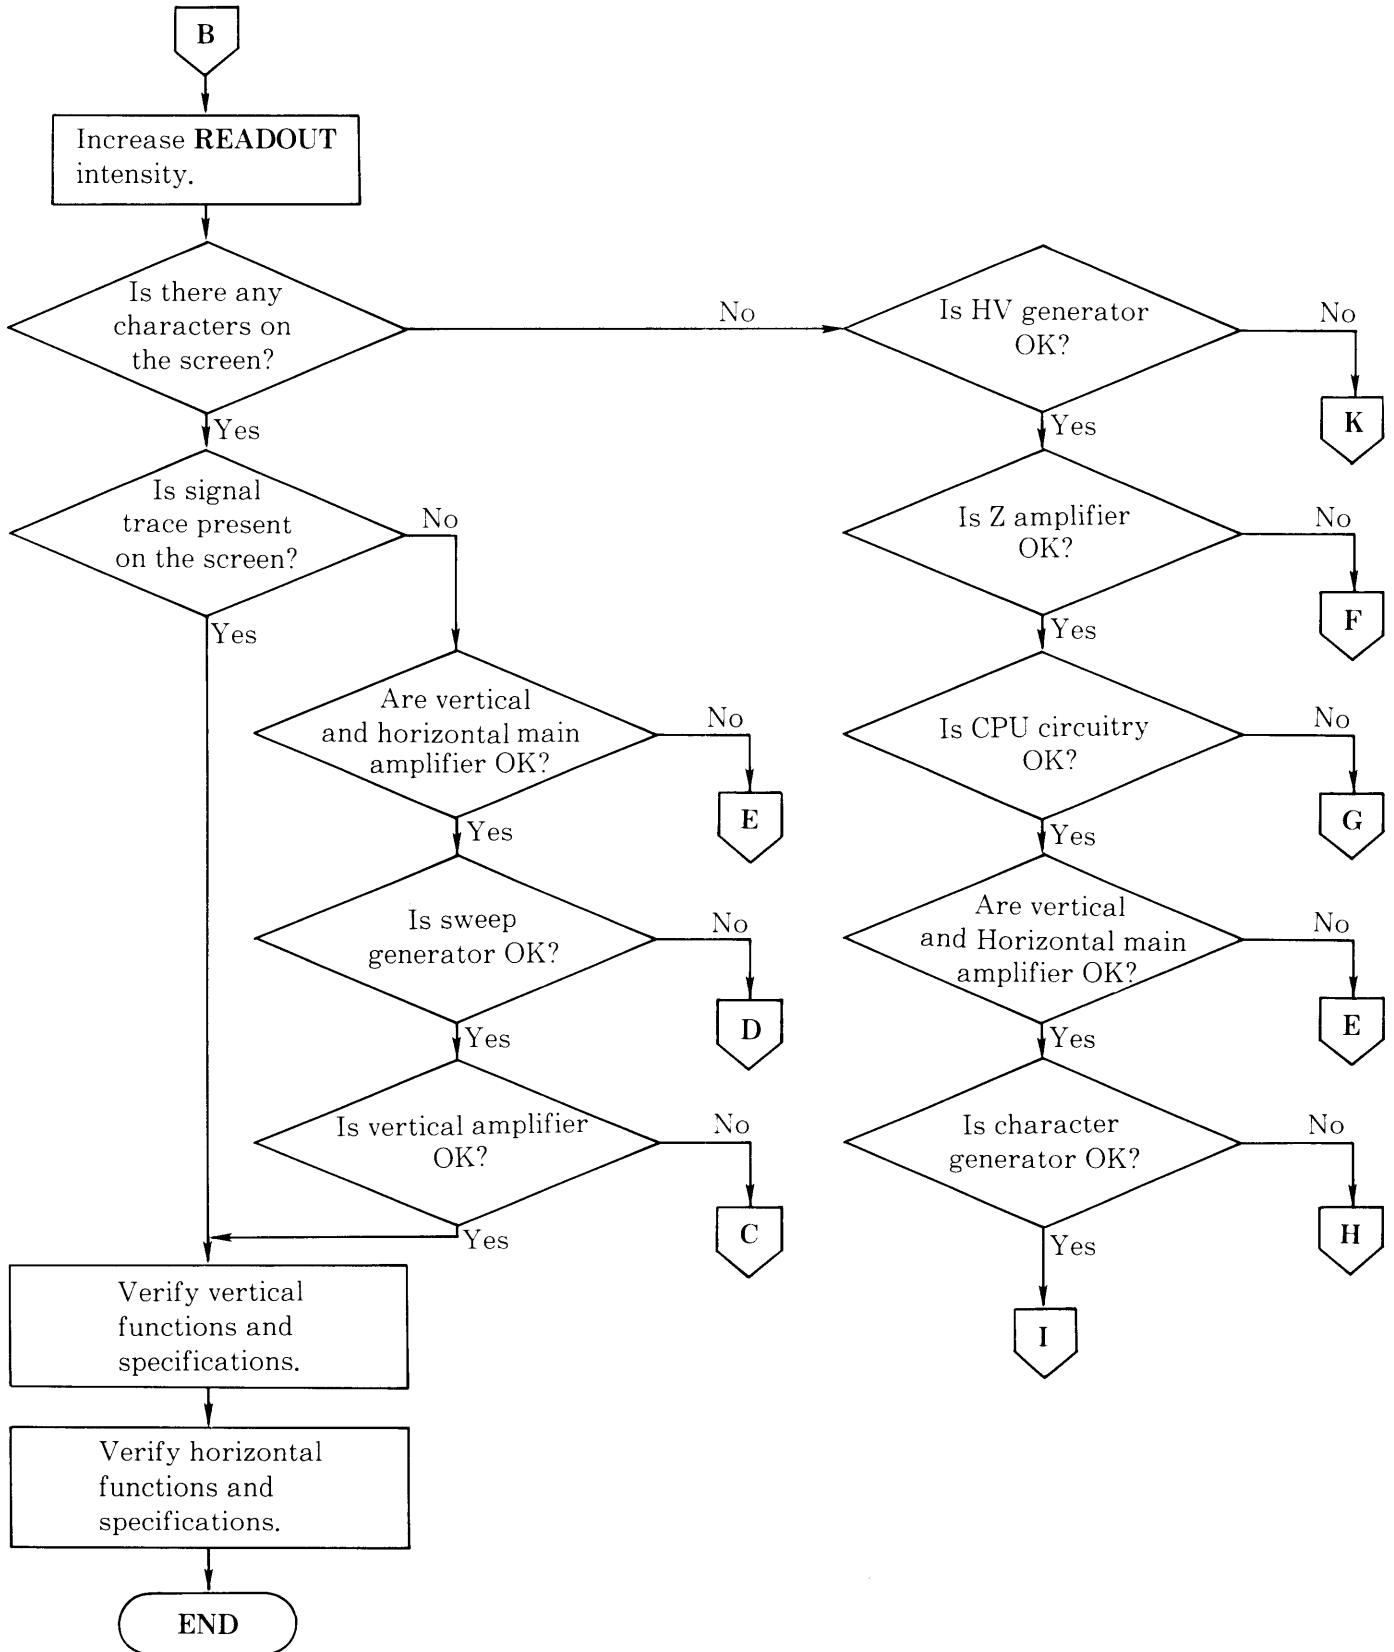 B
Increase READOUT
intensity.
Is there any
characters on
the screen?
No
Yes
Is signal
trace present
on the screen?
No
Yes
Are vertical
and horizontal main
amplifier OK?
No
E
Yes
Is sweep
generator OK?
No
D
Yes
Is vertical amplifier
OK?
No
C
Yes
Verify vertical
functions and
specifications.
Verify horizontal
functions and
specifications.
END
Is HV generator
OK?
No
K
Yes
Is Z amplifier
OK?
No
F
Yes
Is CPU circuitry
OK?
No
G
Yes
Are vertical
and Horizontal main
amplifier OK?
No
E
Yes
Is character
generator OK?
No
H
Yes
I